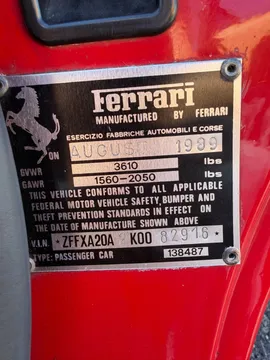 Ferrari
MANUFACTURED BY FERRARI
ESERCIZIO FABBRICHE AUTOMOBILI E CORSE
ON AUGUST 1989
GVWR 3610 lbs
GAWR 1560-2050 lbs
THIS VEHICLE CONFORMS TO ALL APPLICABLE
FEDERAL MOTOR VEHICLE SAFETY, BUMPER AND
THEFT PREVENTION STANDARDS IN EFFECT ON
THE DATE OF MANUFACTURE SHOWN ABOVE
V.I.N. ZFFXA20A K00 82916
TYPE: PASSENGER CAR 138487